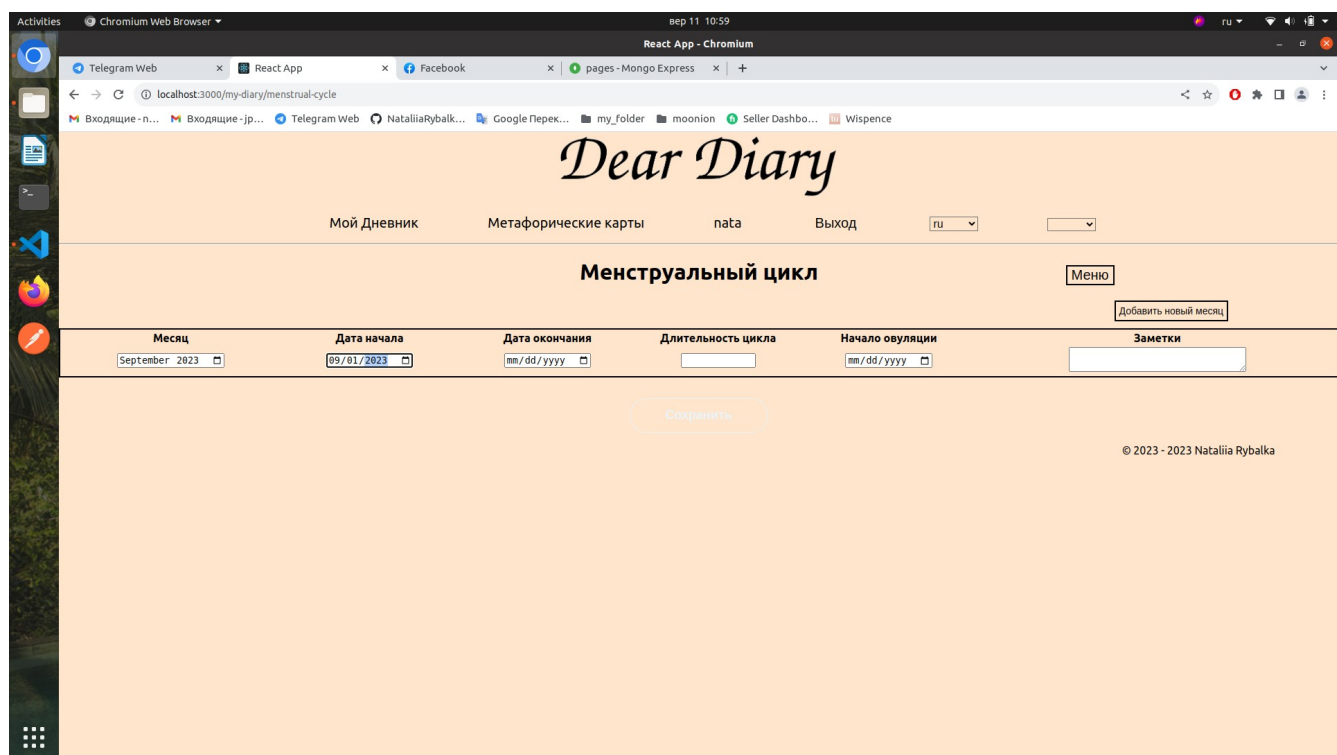 Activities Chromium Web Browser вер 11 10:59 ru
React App - Chromium
Telegram Web React App Facebook pages - Mongo Express
localhost:3000/my-diary/menstrual-cycle
Входящие - n... Входящие - jp... Telegram Web NataliiaRybalk... Google Перек... my_folder moonion Seller Dashbo... Wispence
Dear Diary
Мой Дневник Метафорические карты nata Выход ru
Менструальный цикл Меню
Добавить новый месяц
Месяц Дата начала Дата окончания Длительность цикла Начало овуляции Заметки
September 2023 09/01/2023 mm/dd/yyyy mm/dd/yyyy
Сохранить
© 2023 - 2023 Nataliia Rybalka